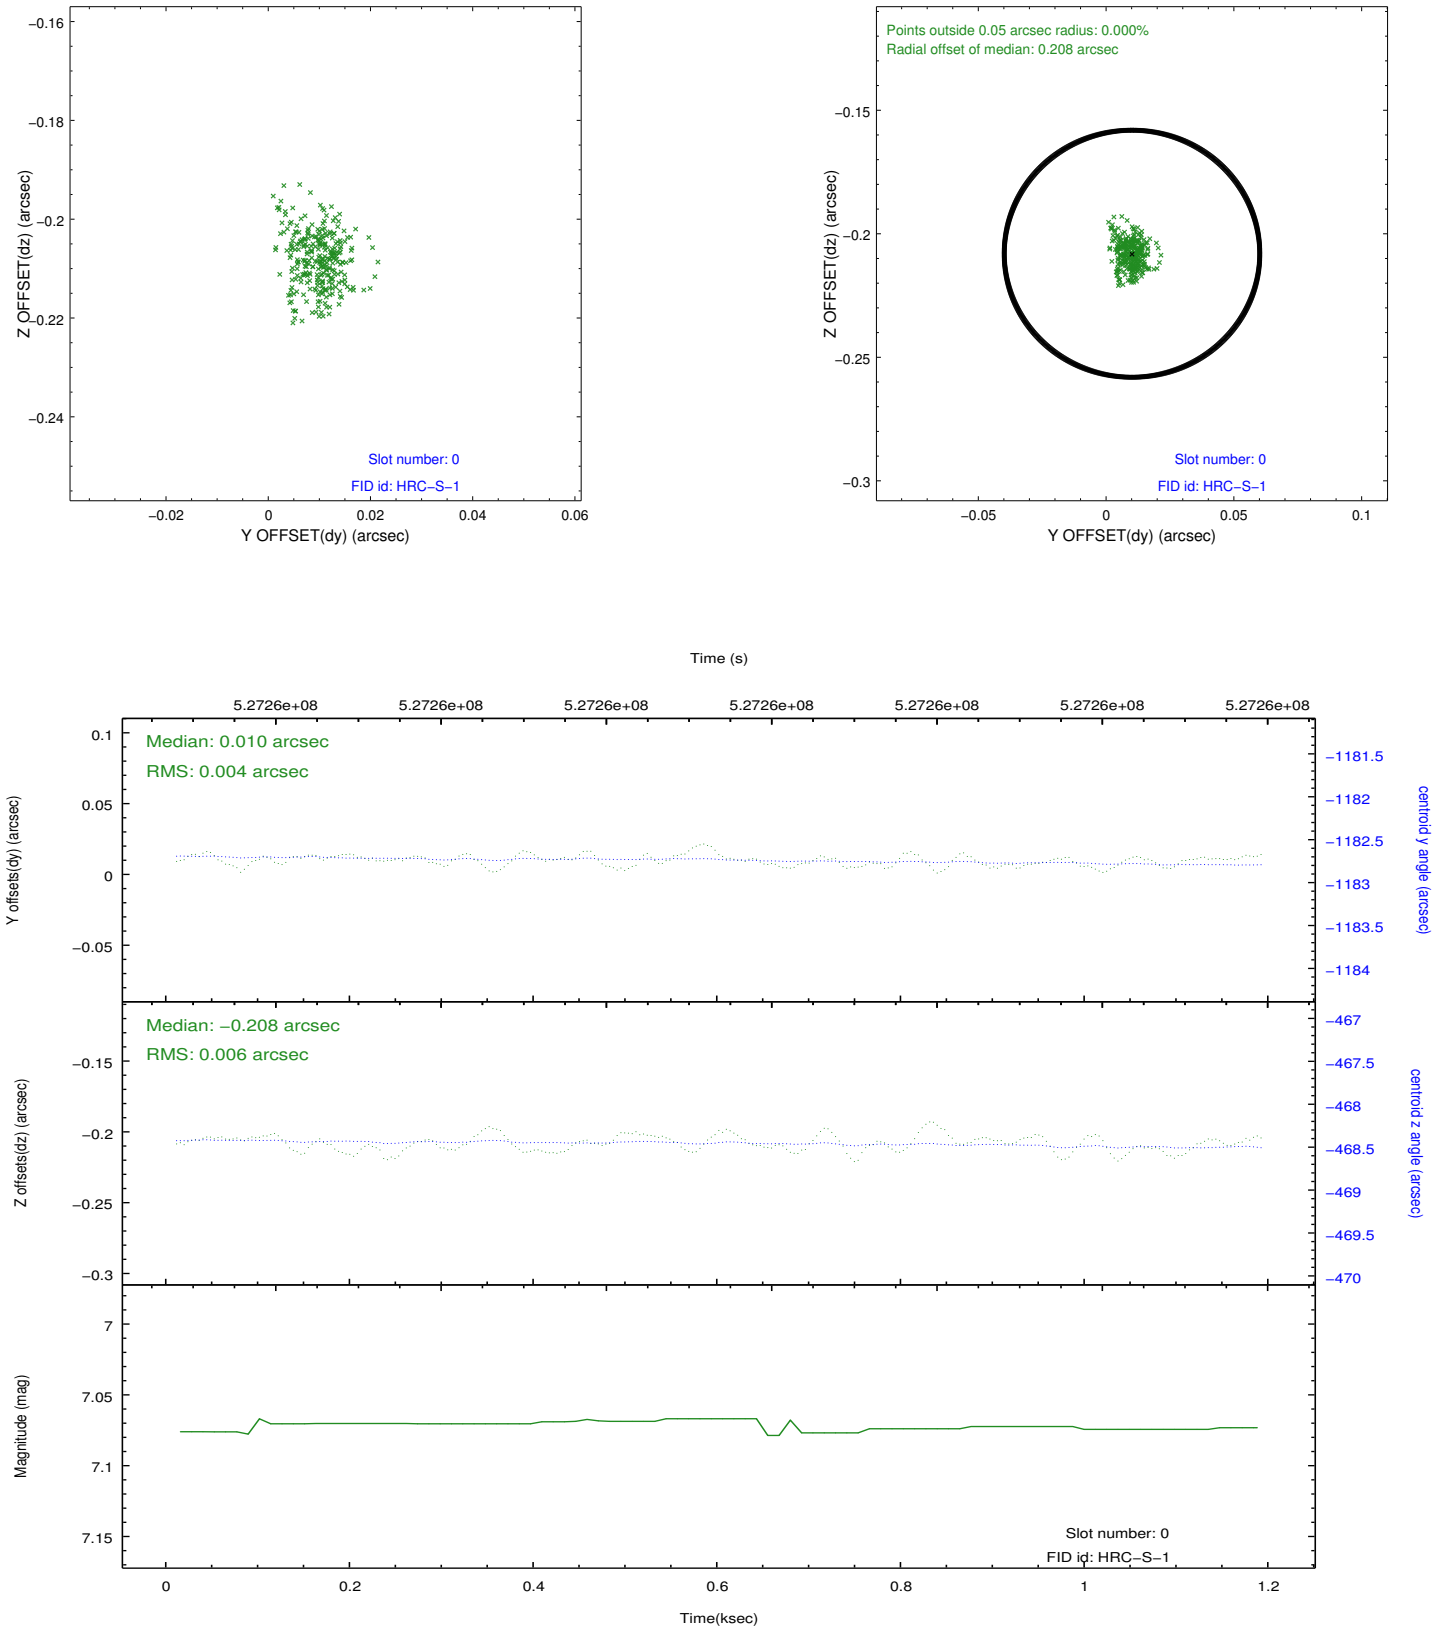 Z OFFSET(dz) (arcsec)
−0.16
−0.18
−0.2
−0.22
−0.24
Slot number: 0
FID id: HRC−S−1
−0.02 0 0.02 0.04 0.06
Y OFFSET(dy) (arcsec)
Points outside 0.05 arcsec radius: 0.000%
Radial offset of median: 0.208 arcsec
Z OFFSET(dz) (arcsec)
−0.15
−0.2
−0.25
−0.3
Slot number: 0
FID id: HRC−S−1
−0.05 0 0.05 0.1
Y OFFSET(dy) (arcsec)
Time (s)
5.2726e+08 5.2726e+08 5.2726e+08 5.2726e+08 5.2726e+08 5.2726e+08 5.2726e+08
Median: 0.010 arcsec
RMS: 0.004 arcsec
Y offsets(dy) (arcsec)
0.1
0.05
0
−0.05
−1181.5
−1182
−1182.5
−1183
−1183.5
−1184
centroid y angle (arcsec)
Median: −0.208 arcsec
RMS: 0.006 arcsec
Z offsets(dz) (arcsec)
−0.15
−0.2
−0.25
−0.3
−467
−467.5
−468
−468.5
−469
−469.5
−470
centroid z angle (arcsec)
Magnitude (mag)
7
7.05
7.1
7.15
Slot number: 0
FID id: HRC−S−1
0 0.2 0.4 0.6 0.8 1 1.2
Time(ksec)